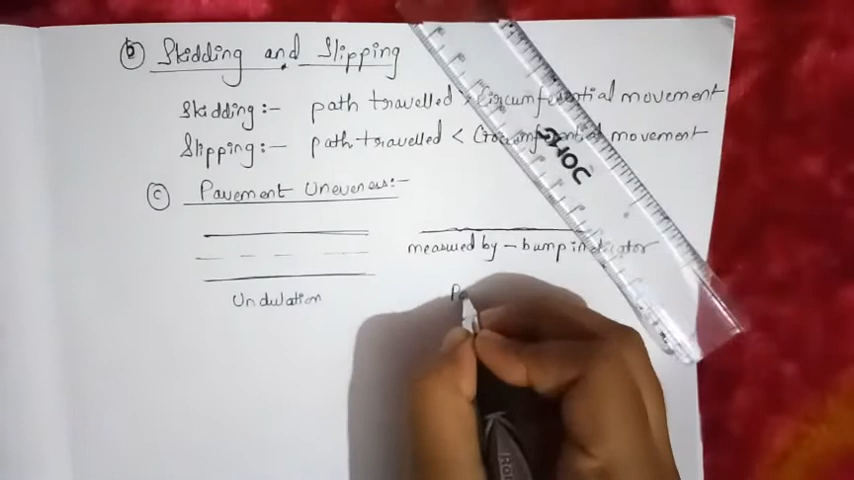 b Skidding and Slipping
Skidding:- path travelled > Circumferential movement
Slipping:- path travelled < Circumferential movement
c Pavement Uneveness:-
measured by - bump indicator
Undulation